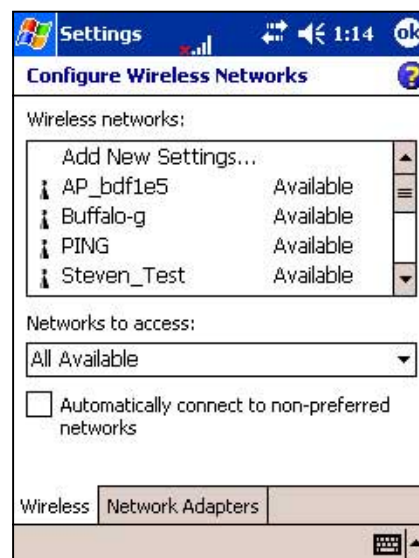 Settings 1:14 ok
Configure Wireless Networks ?
Wireless networks:
Add New Settings...
AP_bdf1e5 Available
Buffalo-g Available
PING Available
Steven_Test Available
Networks to access:
All Available
Automatically connect to non-preferred
networks
Wireless Network Adapters